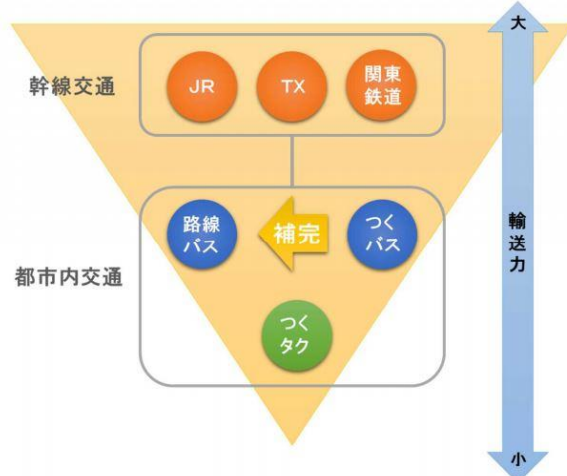 大
幹線交通
JR
TX
関東
鉄道
輸送力
都市内交通
路線
バス
補完
つく
バス
つく
タク
小